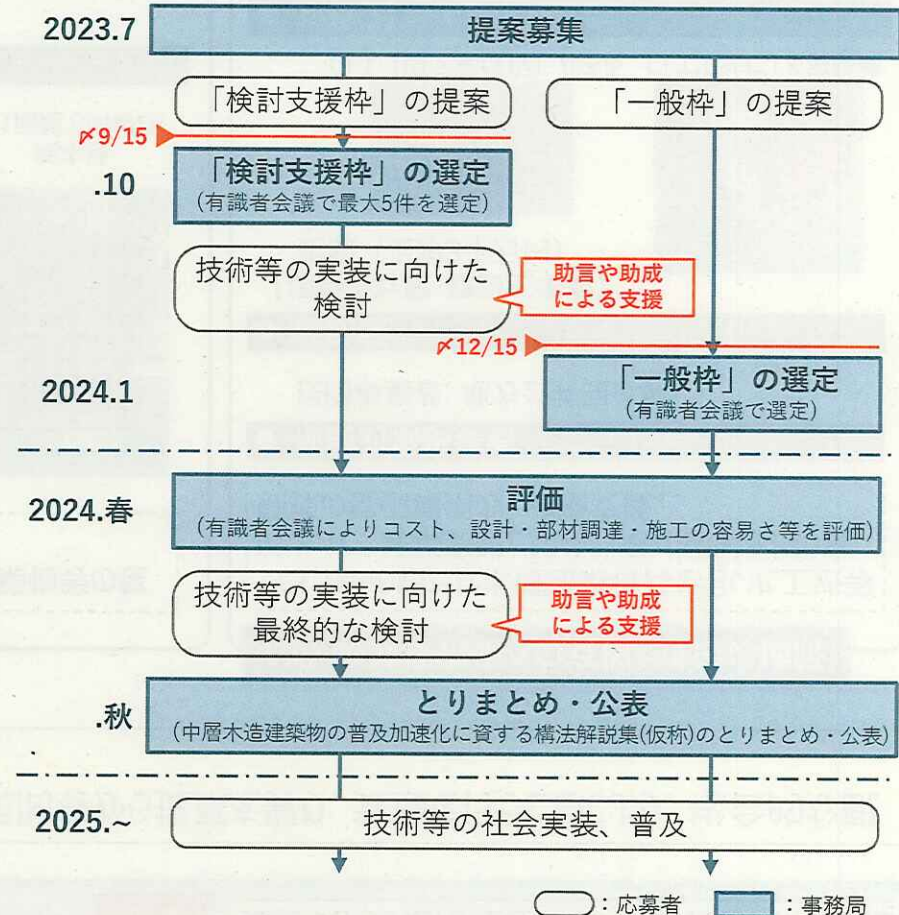 2023.7
提案募集
「検討支援枠」の提案
「一般枠」の提案
〆9/15
.10
「検討支援枠」の選定
(有識者会議で最大5件を選定)
技術等の実装に向けた
検討
助言や助成
による支援
〆12/15
2024.1
「一般枠」の選定
(有識者会議で選定)
2024.春
評価
(有識者会議によりコスト、設計・部材調達・施工の容易さ等を評価)
技術等の実装に向けた
最終的な検討
助言や助成
による支援
.秋
とりまとめ・公表
(中層木造建築物の普及加速化に資する構法解説集(仮称)のとりまとめ・公表)
2025.~
技術等の社会実装、普及
:応募者
:事務局